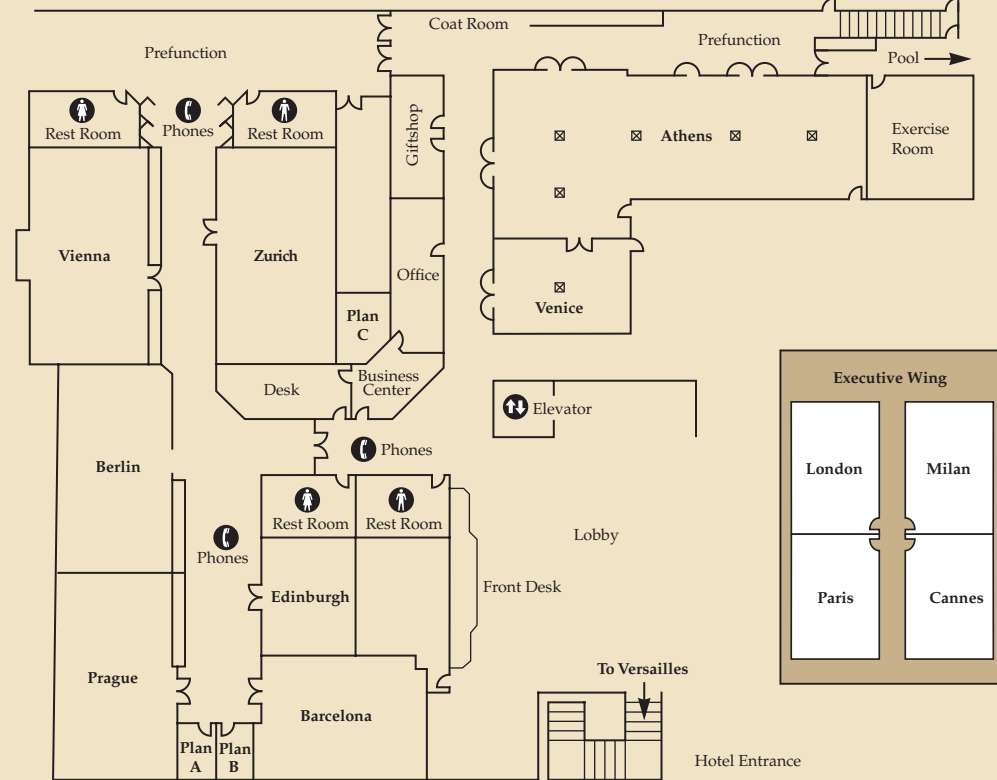 Coat Room
Prefunction
Prefunction
Pool
Rest Room
Phones
Rest Room
Giftshop
Athens
Exercise
Room
Vienna
Zurich
Office
Venice
Plan
C
Desk
Business
Center
Elevator
Executive Wing
Phones
Berlin
London
Milan
Rest Room
Rest Room
Lobby
Phones
Front Desk
Edinburgh
Paris
Cannes
Prague
To Versailles
Barcelona
Plan
A
Plan
B
Hotel Entrance